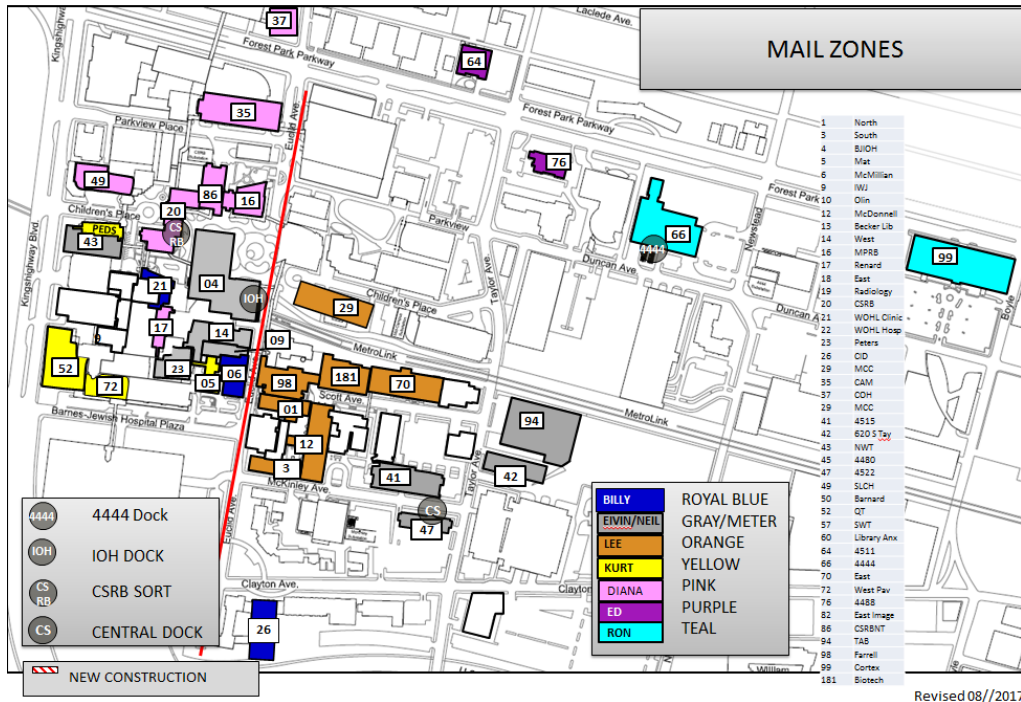 MAIL ZONES
Laclede Ave.
Forest Park Parkway
Forest Park Parkway
Forest Park
Kingshighway
Kingshighway Blvd.
Parkview Place
Euclid Ave.
Children's Place
Parkview
Newstead
Duncan Ave.
Duncan A
Taylor Ave.
Children's Place
MetroLink
MetroLink
Scott Ave.
Barnes-Jewish Hospital Plaza
McKinley Ave.
Taylor Ave.
Euclid Ave.
Clayton Ave.
Boyle
William
37
64
35
76
49
86
16
20
CS
RB
PEDS
43
66
4444
99
21
04
IOH
29
17
14
09
9
52
72
23
05
06
98
181
70
01
12
3
94
41
42
CS
47
26
1 North
3 South
4 BJIOH
5 Mat
6 McMillian
9 IWJ
10 Olin
12 McDonnell
13 Becker Lib
14 West
16 MPRB
17 Renard
18 East
19 Radiology
20 CSRB
21 WOHL Clinic
22 WOHL Hosp
23 Peters
26 CID
29 MCC
35 CAM
37 COH
29 MCC
41 4515
42 620 S Tay
43 NWT
45 4480
47 4522
49 SLCH
50 Barnard
52 QT
57 SWT
60 Library Anx
64 4511
66 4444
70 East
72 West Pav
76 4488
82 East Image
86 CSRBNT
94 TAB
98 Farrell
99 Cortex
181 Biotech
4444 4444 Dock
IOH IOH DOCK
CS RB CSRB SORT
CS CENTRAL DOCK
NEW CONSTRUCTION
BILLY ROYAL BLUE
EIVIN/NEIL GRAY/METER
LEE ORANGE
KURT YELLOW
DIANA PINK
ED PURPLE
RON TEAL
Revised 08//2017